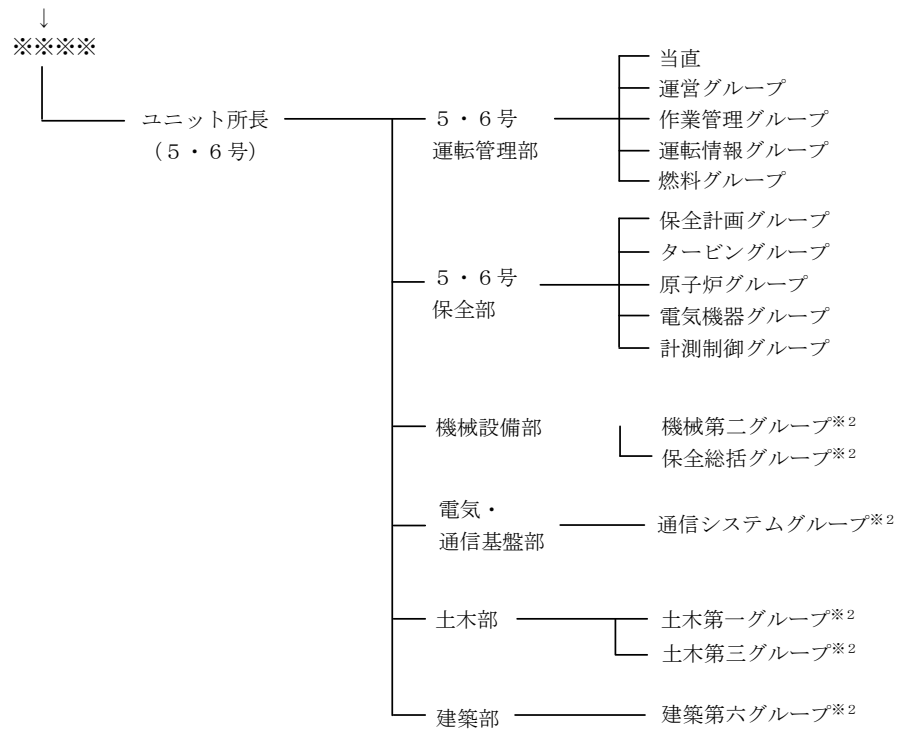 ↓
※※※※
ユニット所長
（５・６号）
５・６号
運転管理部
当直
運営グループ
作業管理グループ
運転情報グループ
燃料グループ
５・６号
保全部
保全計画グループ
タービングループ
原子炉グループ
電気機器グループ
計測制御グループ
機械設備部
機械第二グループ※２
保全総括グループ※２
電気・
通信基盤部
通信システムグループ※２
土木部
土木第一グループ※２
土木第三グループ※２
建築部
建築第六グループ※２